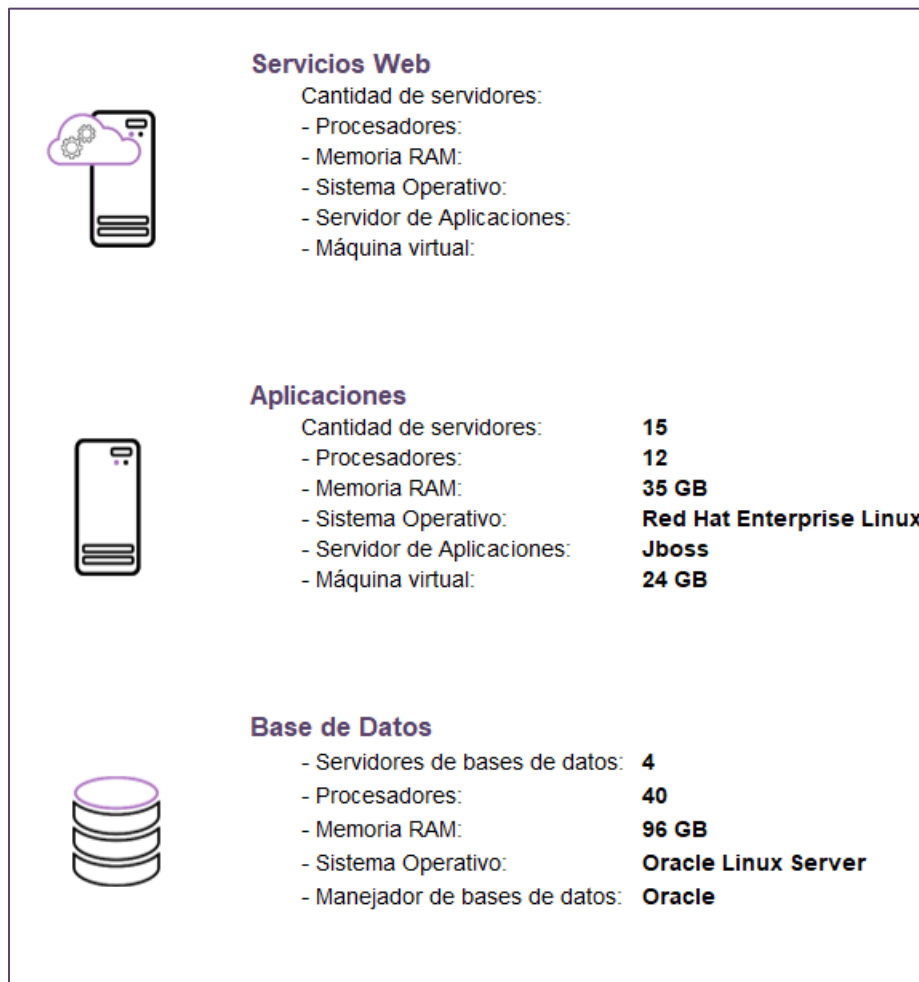 Servicios Web
Cantidad de servidores:
- Procesadores:
- Memoria RAM:
- Sistema Operativo:
- Servidor de Aplicaciones:
- Máquina virtual:
Aplicaciones
Cantidad de servidores: 15
- Procesadores: 12
- Memoria RAM: 35 GB
- Sistema Operativo: Red Hat Enterprise Linux
- Servidor de Aplicaciones: Jboss
- Máquina virtual: 24 GB
Base de Datos
- Servidores de bases de datos: 4
- Procesadores: 40
- Memoria RAM: 96 GB
- Sistema Operativo: Oracle Linux Server
- Manejador de bases de datos: Oracle